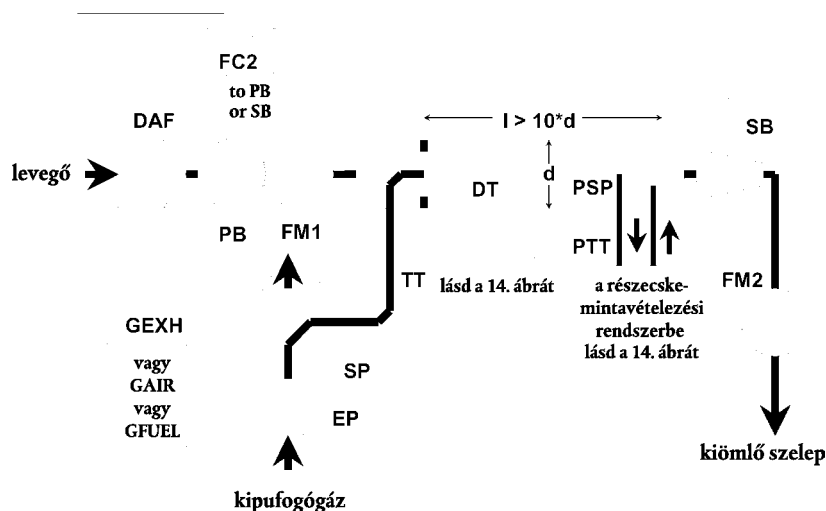 FC2
to PB
or SB
DAF
l > 10*d
SB
levegő
d
DT
PSP
PB
FM1
PTT
TT
lásd a 14. ábrát
a részecske-
mintavételezési
rendszerbe
lásd a 14. ábrát
FM2
GEXH
vagy
GAIR
vagy
GFUEL
SP
EP
kiömlő szelep
kipufogógáz